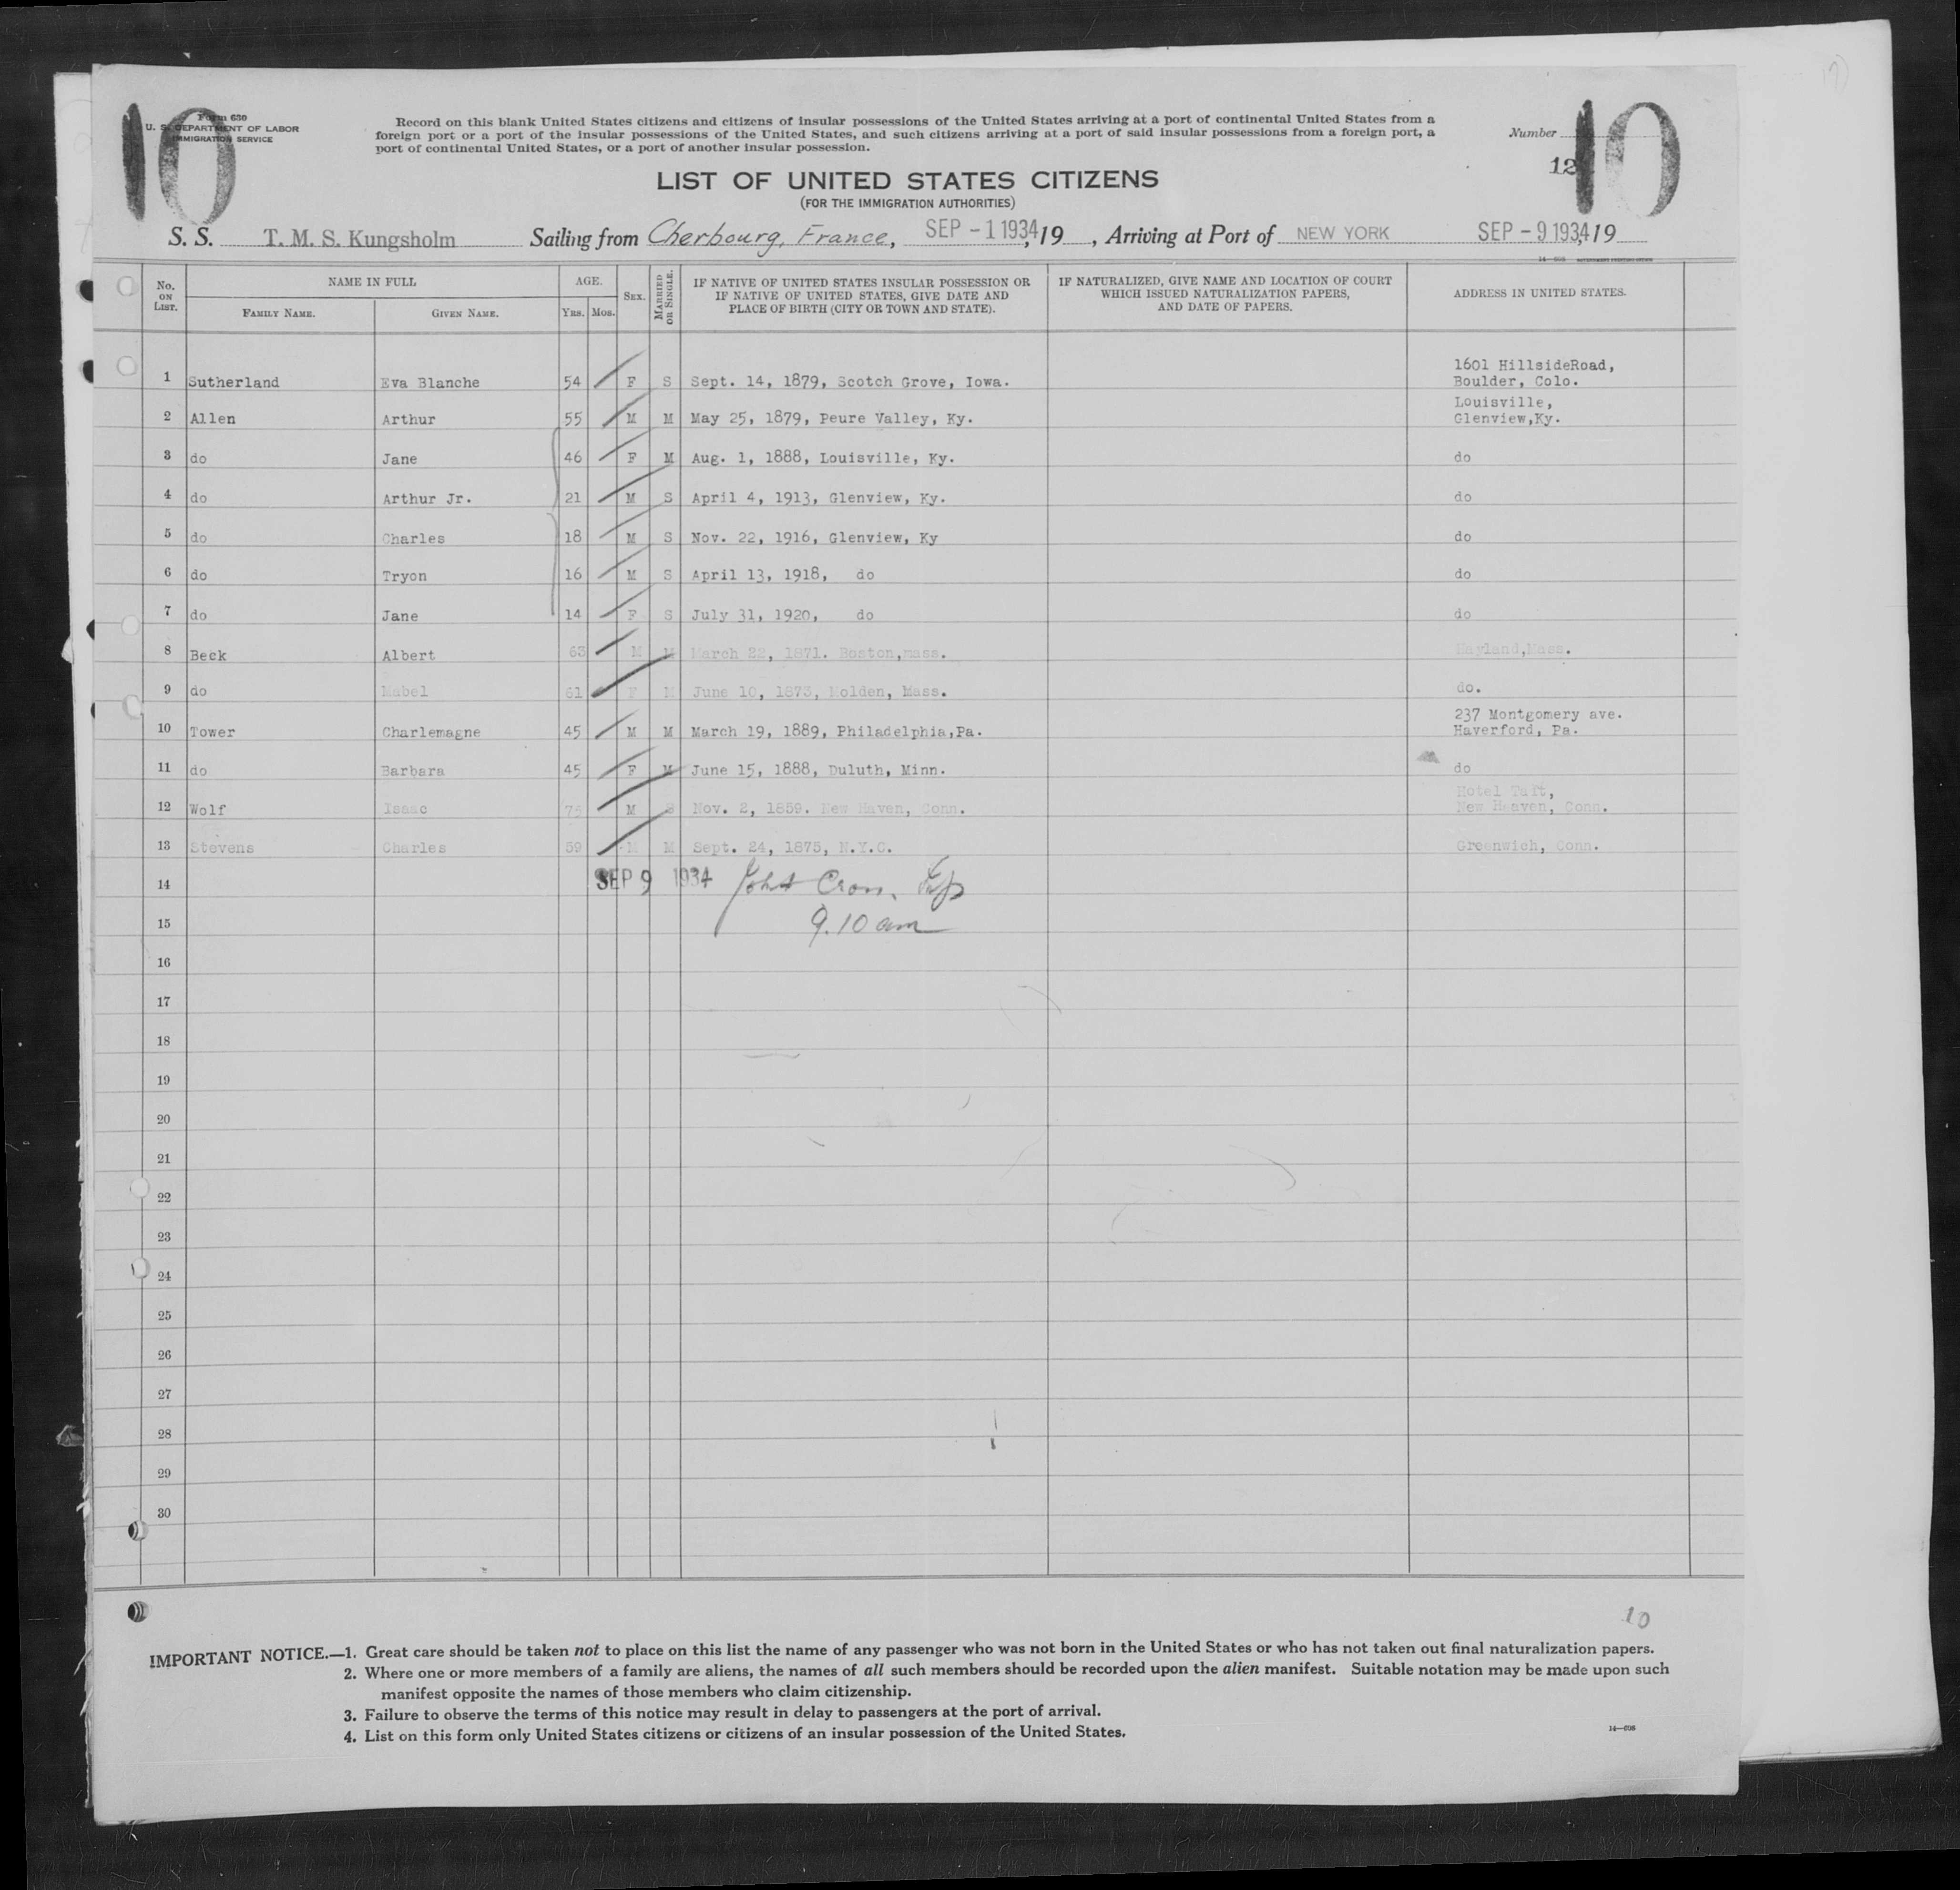 10
Form 630
U. S. DEPARTMENT OF LABOR
IMMIGRATION SERVICE
Record on this blank United States citizens and citizens of insular possessions of the United States arriving at a port of continental United States from a
foreign port or a port of the insular possessions of the United States, and such citizens arriving at a port of said insular possessions from a foreign port, a
port of continental United States, or a port of another insular possession.
Number
12
10
LIST OF UNITED STATES CITIZENS
(FOR THE IMMIGRATION AUTHORITIES)
S. S. T. M. S. Kungsholm Sailing from Cherbourg, France, SEP - 1 1934, 19 , Arriving at Port of NEW YORK SEP - 9 1934, 19
No. ON LIST. NAME IN FULL FAMILY NAME. GIVEN NAME. AGE. YRS. MOS. SEX. MARRIED OR SINGLE. IF NATIVE OF UNITED STATES INSULAR POSSESSION OR IF NATIVE OF UNITED STATES, GIVE DATE AND PLACE OF BIRTH (CITY OR TOWN AND STATE). IF NATURALIZED, GIVE NAME AND LOCATION OF COURT WHICH ISSUED NATURALIZATION PAPERS, AND DATE OF PAPERS. ADDRESS IN UNITED STATES.
1 Sutherland Eva Blanche 54 F S Sept. 14, 1879, Scotch Grove, Iowa. 1601 HillsideRoad, Boulder, Colo.
2 Allen Arthur 55 M M May 25, 1879, Peure Valley, Ky. Louisville, Glenview,Ky.
3 do Jane 46 F M Aug. 1, 1888, Louisville, Ky. do
4 do Arthur Jr. 21 M S April 4, 1913, Glenview, Ky. do
5 do Charles 18 M S Nov. 22, 1916, Glenview, Ky do
6 do Tryon 16 M S April 13, 1918, do do
7 do Jane 14 F S July 31, 1920, do do
8 Beck Albert 63 M M March 22, 1871. Boston,mass. Mass.
9 do Mabel 61 F M June 10, 1873, Molden, Mass. do.
10 Tower Charlemagne 45 M M March 19, 1889, Philadelphia,Pa. 237 Montgomery ave. Haverford, Pa.
11 do Barbara 45 F M June 15, 1888, Duluth, Minn. do
12 Wolf Isaac 75 M Nov. 2, 1859. New Haven, Conn. Hotel Taft, New Haaven, Conn.
13 Stevens Charles 59 M M Sept. 24, 1875, N.Y.C. Greenwich, Conn.
14 SEP 9 1934
15 9.10 am
16
17
18
19
20
21
22
23
24
25
26
27
28
29
30
10
IMPORTANT NOTICE.—1. Great care should be taken not to place on this list the name of any passenger who was not born in the United States or who has not taken out final naturalization papers.
2. Where one or more members of a family are aliens, the names of all such members should be recorded upon the alien manifest. Suitable notation may be made upon such
manifest opposite the names of those members who claim citizenship.
3. Failure to observe the terms of this notice may result in delay to passengers at the port of arrival.
4. List on this form only United States citizens or citizens of an insular possession of the United States.